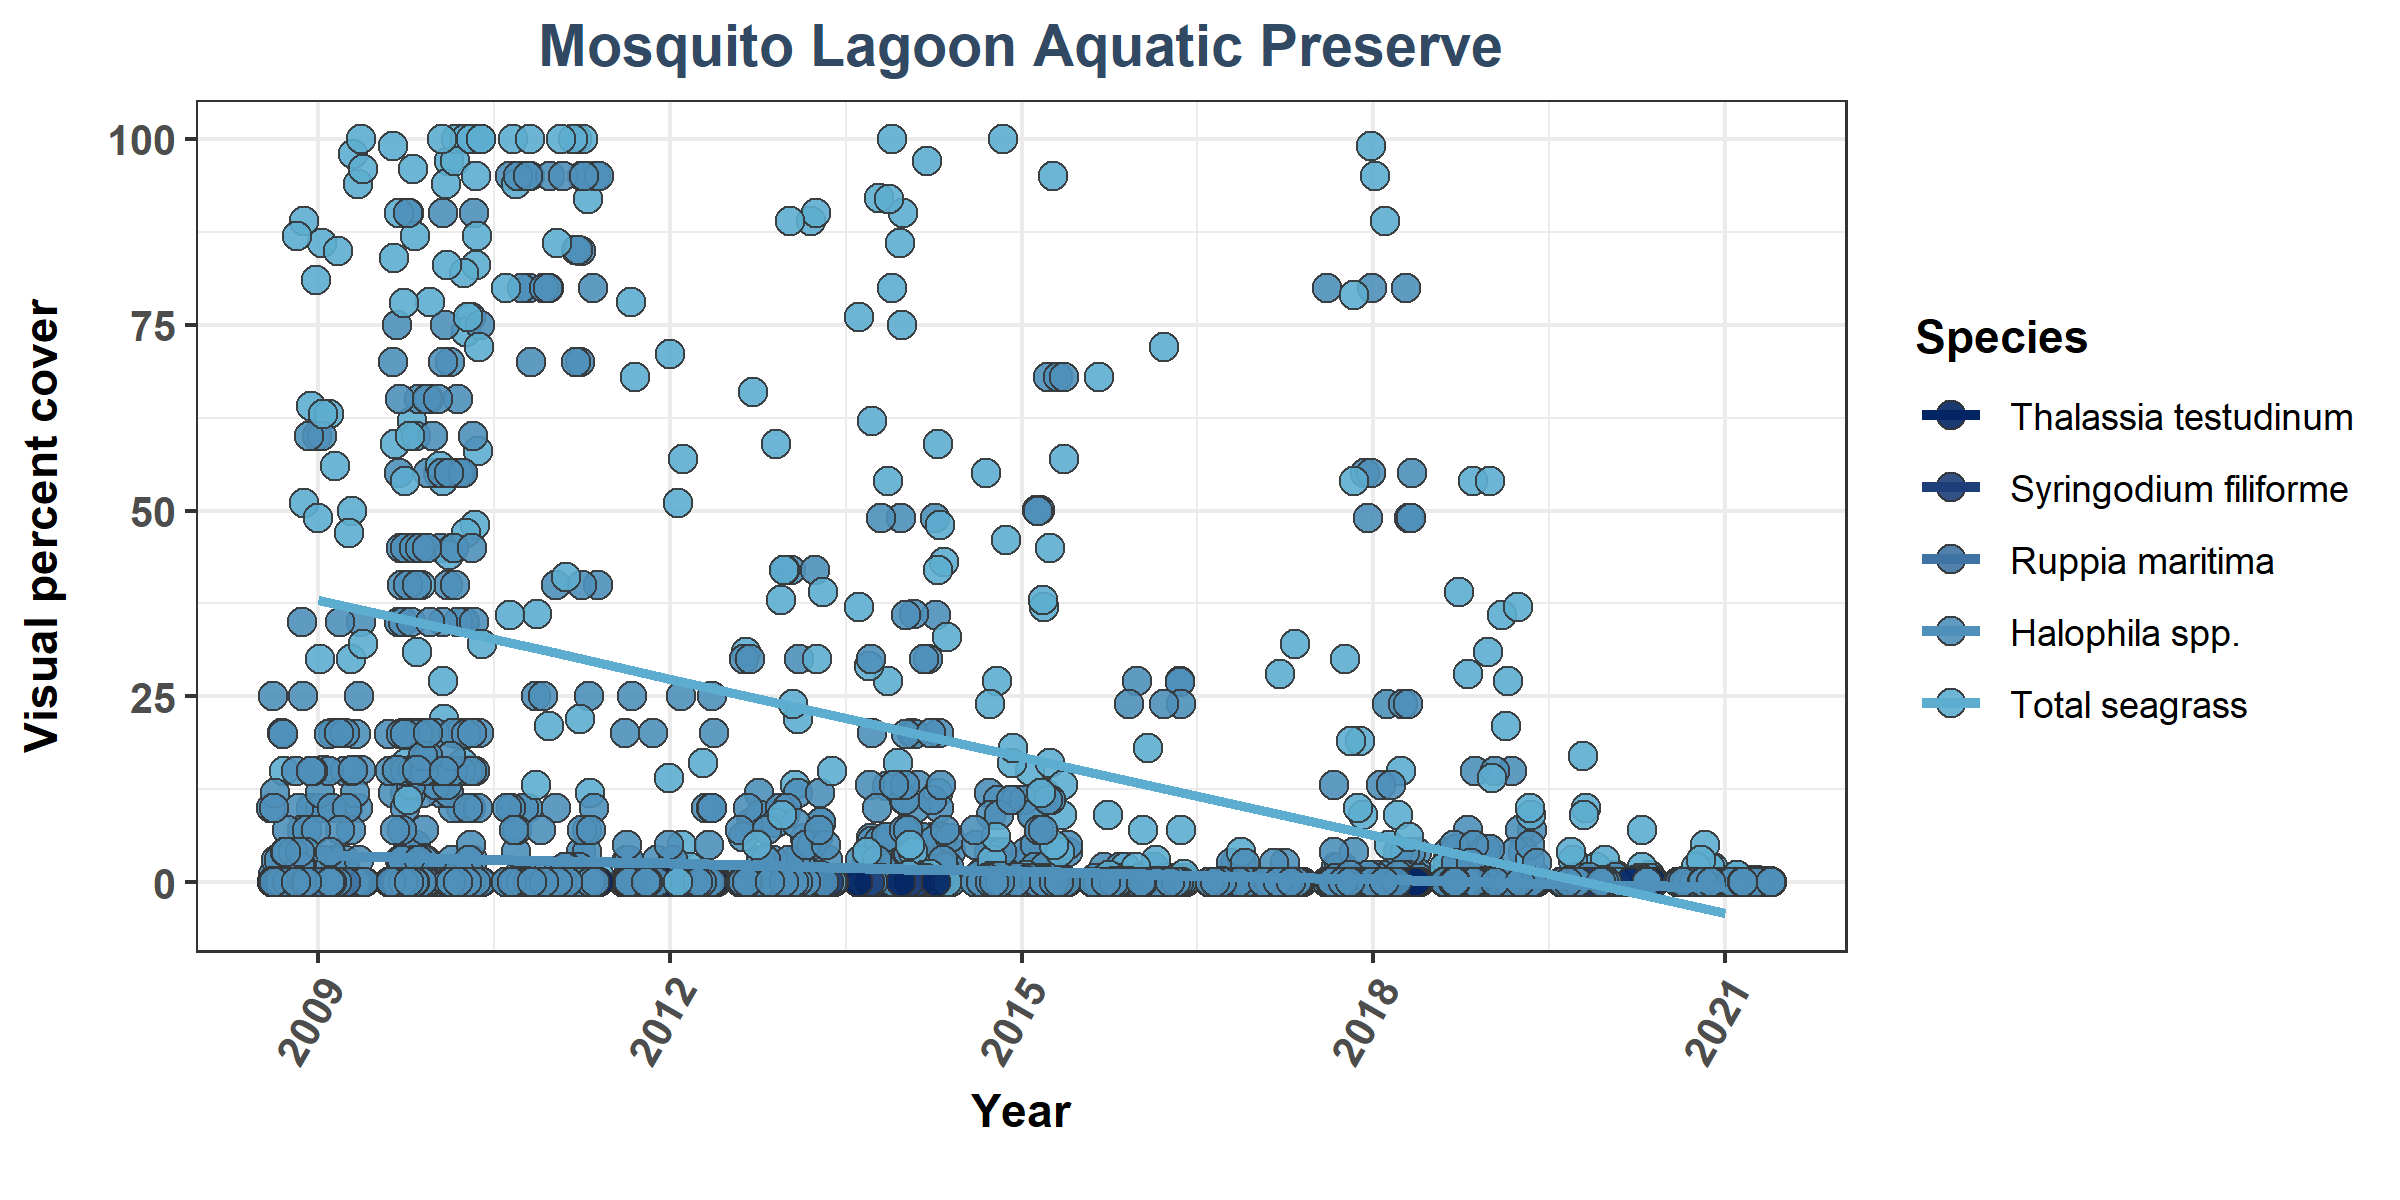 Mosquito Lagoon Aquatic Preserve
Visual percent cover
100
75
50
25
0
2009
2012
2015
2018
2021
Year
Species
Thalassia testudinum
Syringodium filiforme
Ruppia maritima
Halophila spp.
Total seagrass